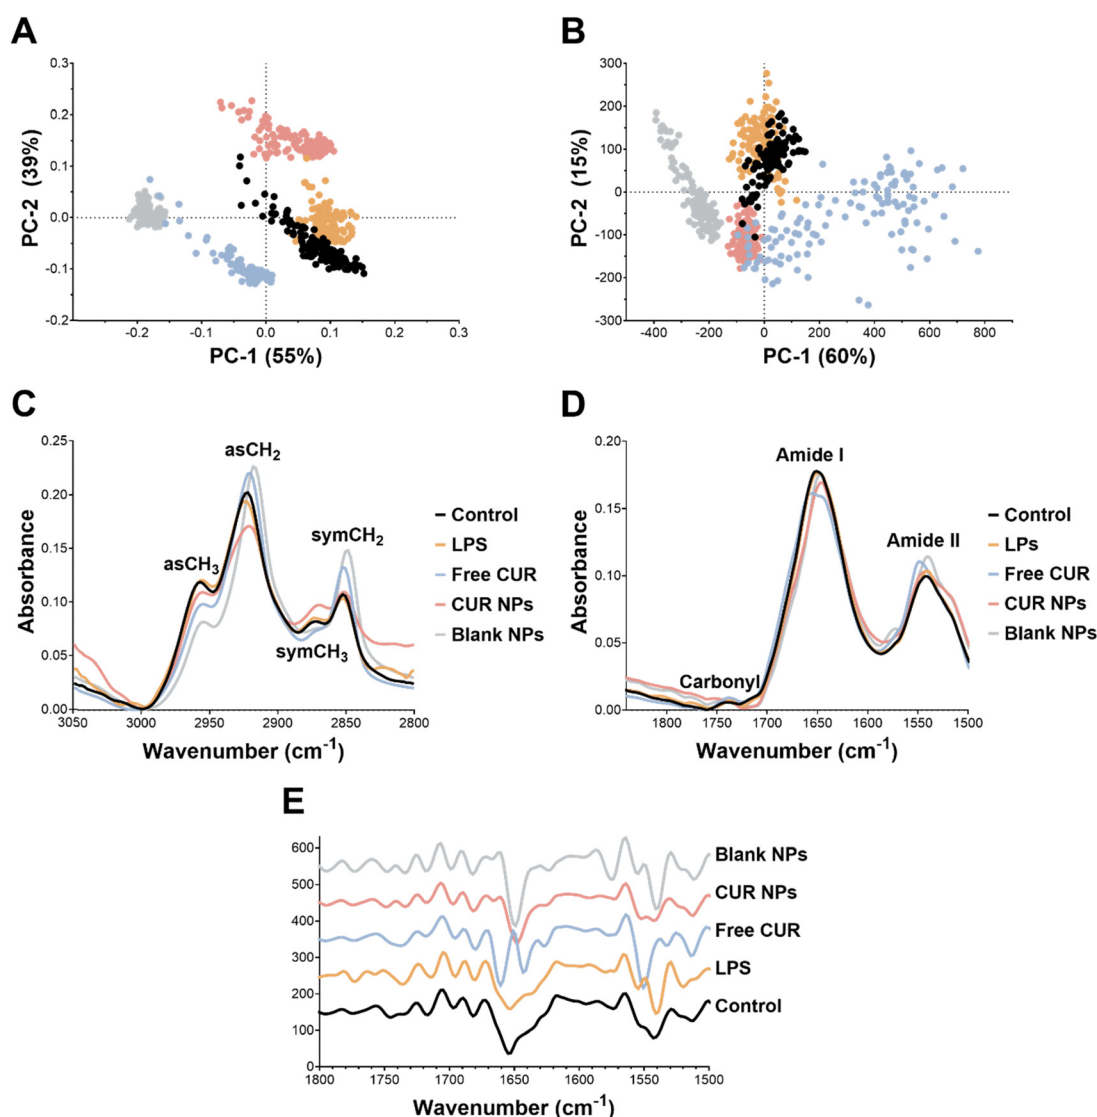 A
0.3
0.2
0.1
0.0
-0.1
-0.2
PC-2 (39%)
-0.2
-0.1
0.0
0.1
0.2
0.3
PC-1 (55%)
B
300
200
100
0
-100
-200
-300
PC-2 (15%)
-400
-200
0
200
400
600
800
PC-1 (60%)
C
0.25
0.20
0.15
0.10
0.05
0.00
Absorbance
asCH2
asCH3
symCH2
symCH3
3050
3000
2950
2900
2850
2800
Wavenumber (cm-1)
Control
LPS
Free CUR
CUR NPs
Blank NPs
D
0.20
0.15
0.10
0.05
0.00
Absorbance
Amide I
Amide II
Carbonyl
1800
1750
1700
1650
1600
1550
1500
Wavenumber (cm-1)
Control
LPs
Free CUR
CUR NPs
Blank NPs
E
600
500
400
300
200
100
0
Blank NPs
CUR NPs
Free CUR
LPS
Control
1800
1750
1700
1650
1600
1550
1500
Wavenumber (cm-1)